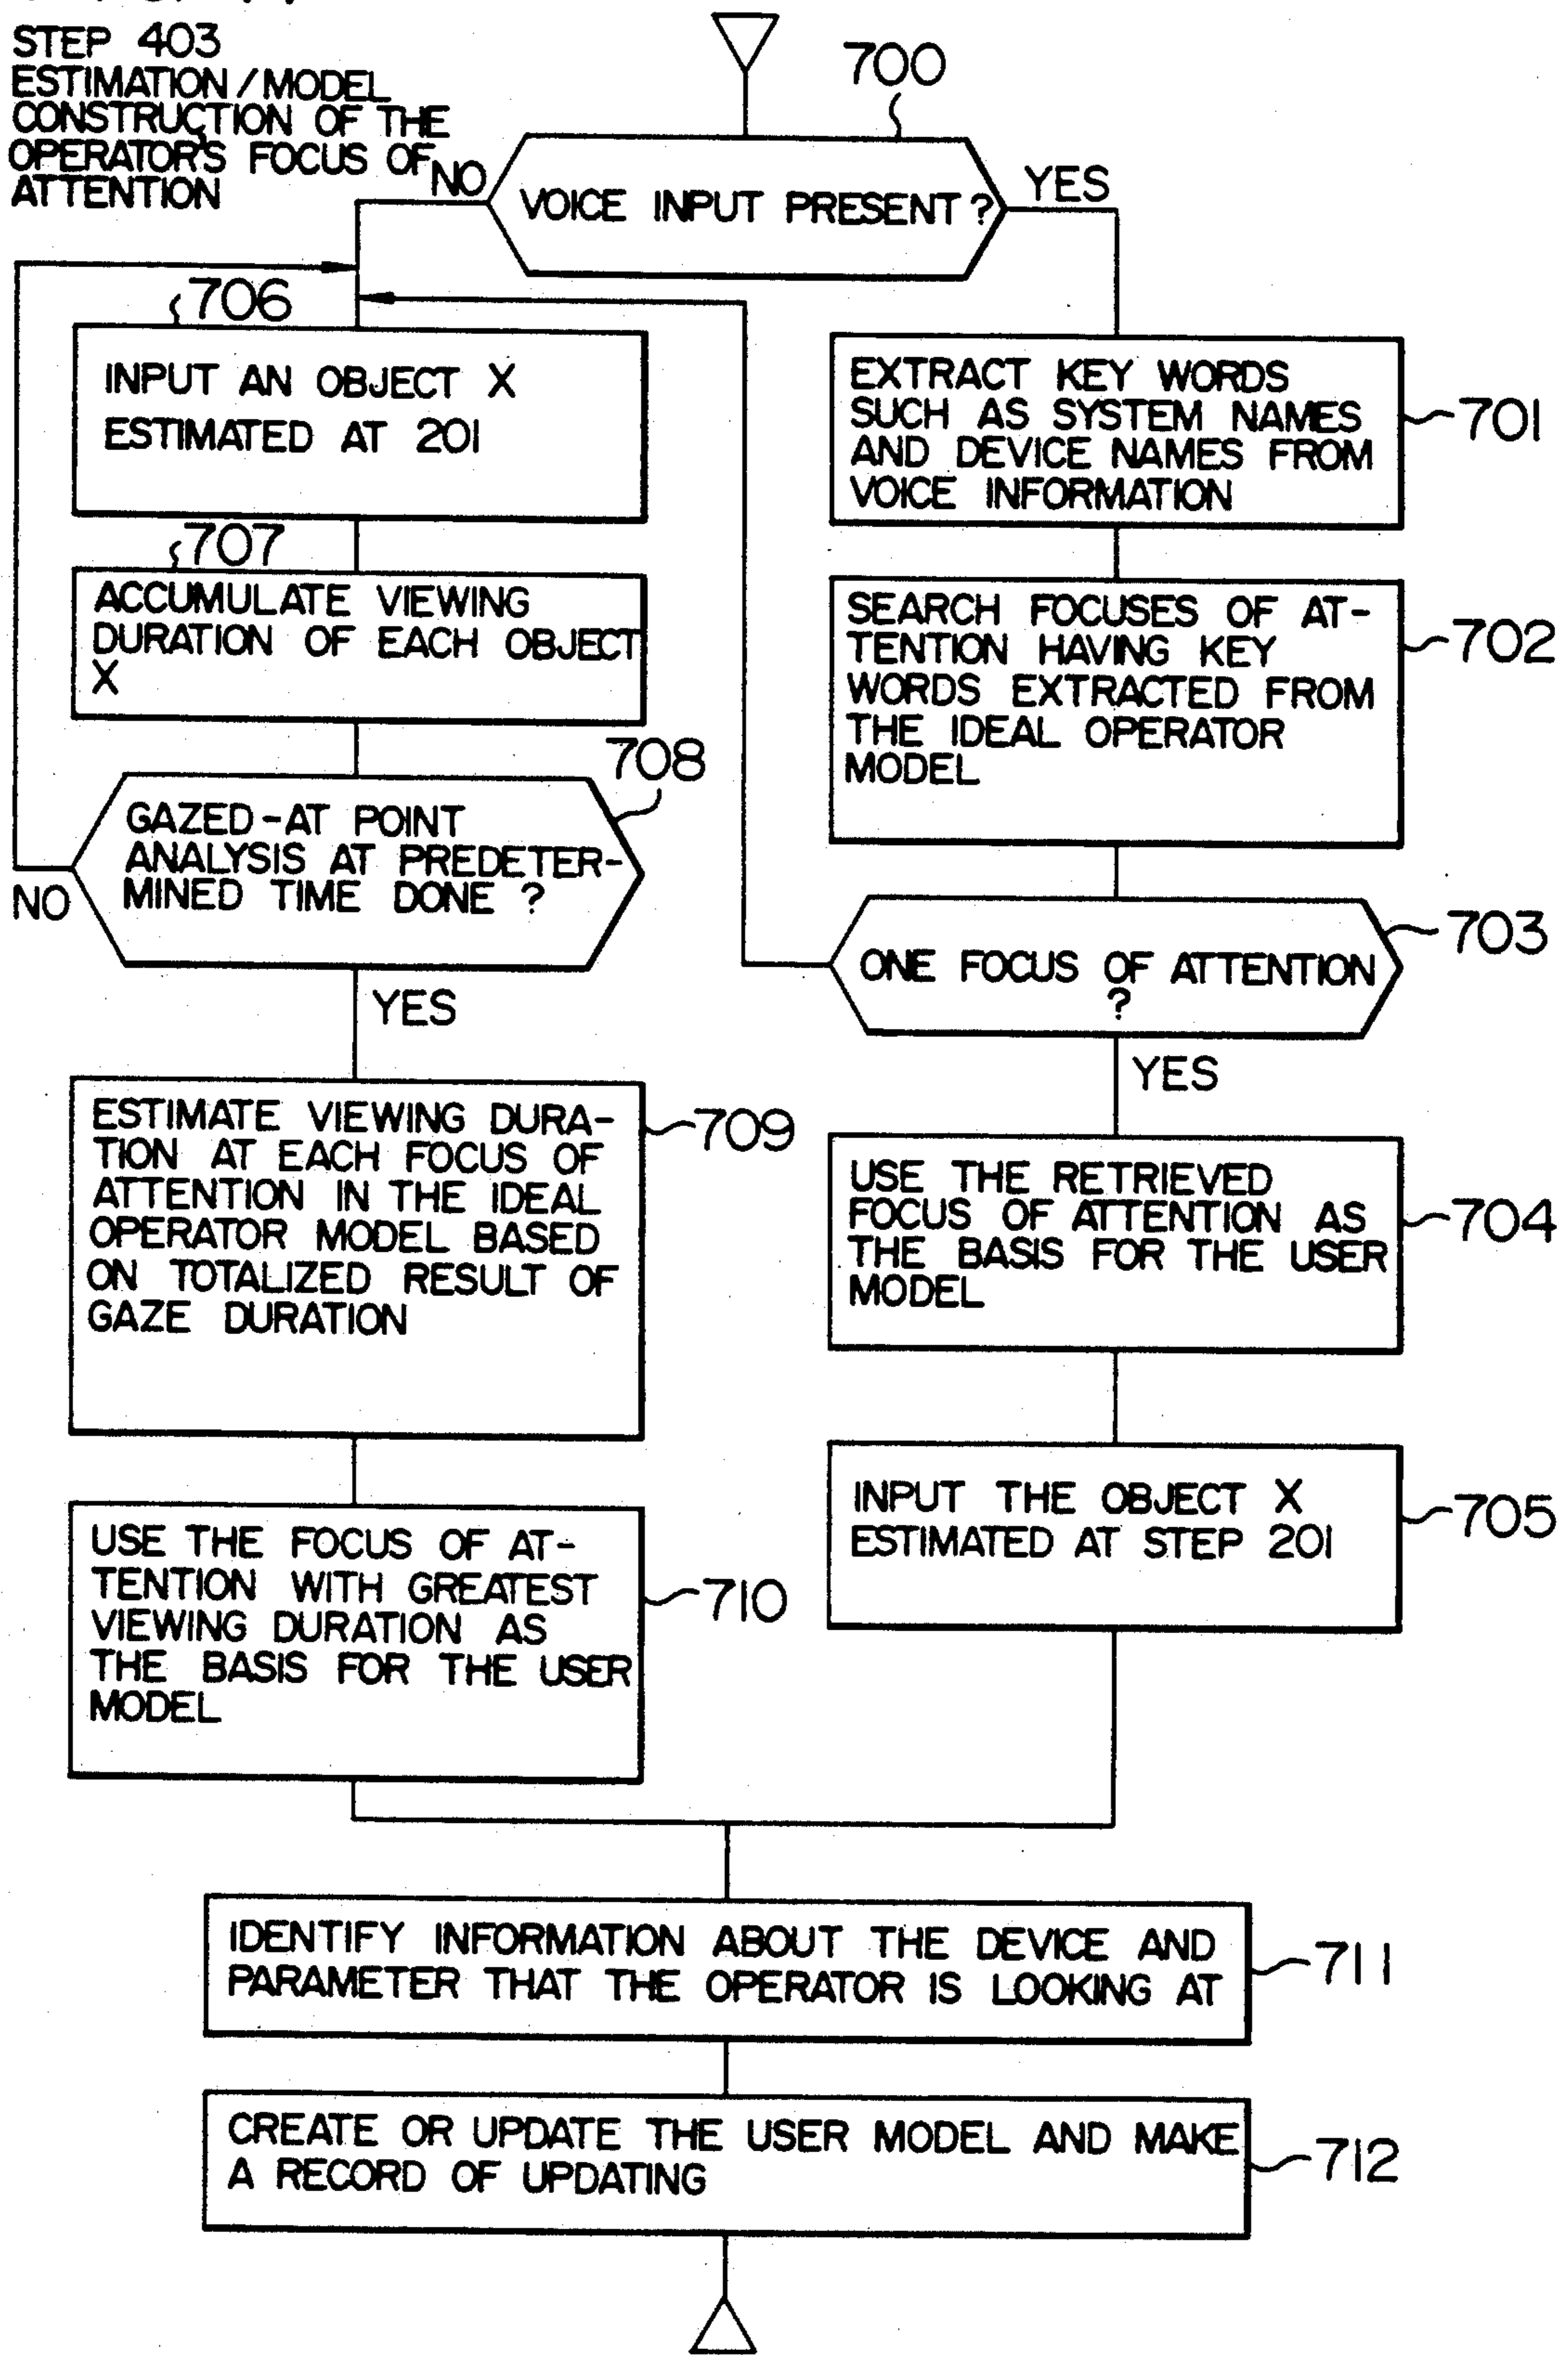 STEP 403
ESTIMATION/MODEL
CONSTRUCTION OF THE
OPERATOR'S FOCUS OF
ATTENTION
700
VOICE INPUT PRESENT ?
NO
YES
706
INPUT AN OBJECT X
ESTIMATED AT 201
707
ACCUMULATE VIEWING
DURATION OF EACH OBJECT
X
708
GAZED-AT POINT
ANALYSIS AT PREDETER-
MINED TIME DONE ?
NO
YES
709
ESTIMATE VIEWING DURA-
TION AT EACH FOCUS OF
ATTENTION IN THE IDEAL
OPERATOR MODEL BASED
ON TOTALIZED RESULT OF
GAZE DURATION
710
USE THE FOCUS OF AT-
TENTION WITH GREATEST
VIEWING DURATION AS
THE BASIS FOR THE USER
MODEL
701
EXTRACT KEY WORDS
SUCH AS SYSTEM NAMES
AND DEVICE NAMES FROM
VOICE INFORMATION
702
SEARCH FOCUSES OF AT-
TENTION HAVING KEY
WORDS EXTRACTED FROM
THE IDEAL OPERATOR
MODEL
703
ONE FOCUS OF ATTENTION
?
YES
704
USE THE RETRIEVED
FOCUS OF ATTENTION AS
THE BASIS FOR THE USER
MODEL
705
INPUT THE OBJECT X
ESTIMATED AT STEP 201
711
IDENTIFY INFORMATION ABOUT THE DEVICE AND
PARAMETER THAT THE OPERATOR IS LOOKING AT
712
CREATE OR UPDATE THE USER MODEL AND MAKE
A RECORD OF UPDATING